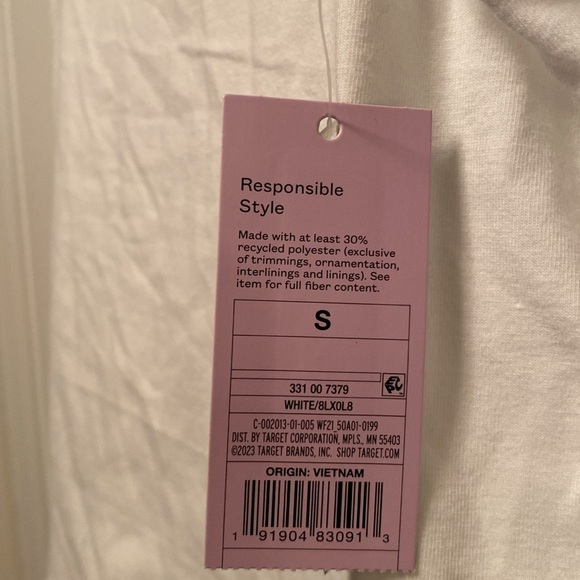 Responsible
Style
Made with at least 30%
recycled polyester (exclusive
of trimmings, ornamentation,
interlinings and linings). See
item for full fiber content.
S
331 00 7379
WHITE/8LX0L8
C-002013-01-005 WF21_50A01-0199
DIST. BY TARGET CORPORATION, MPLS., MN 55403
©2023 TARGET BRANDS, INC. SHOP TARGET.COM
ORIGIN: VIETNAM
1 91904 83091 3